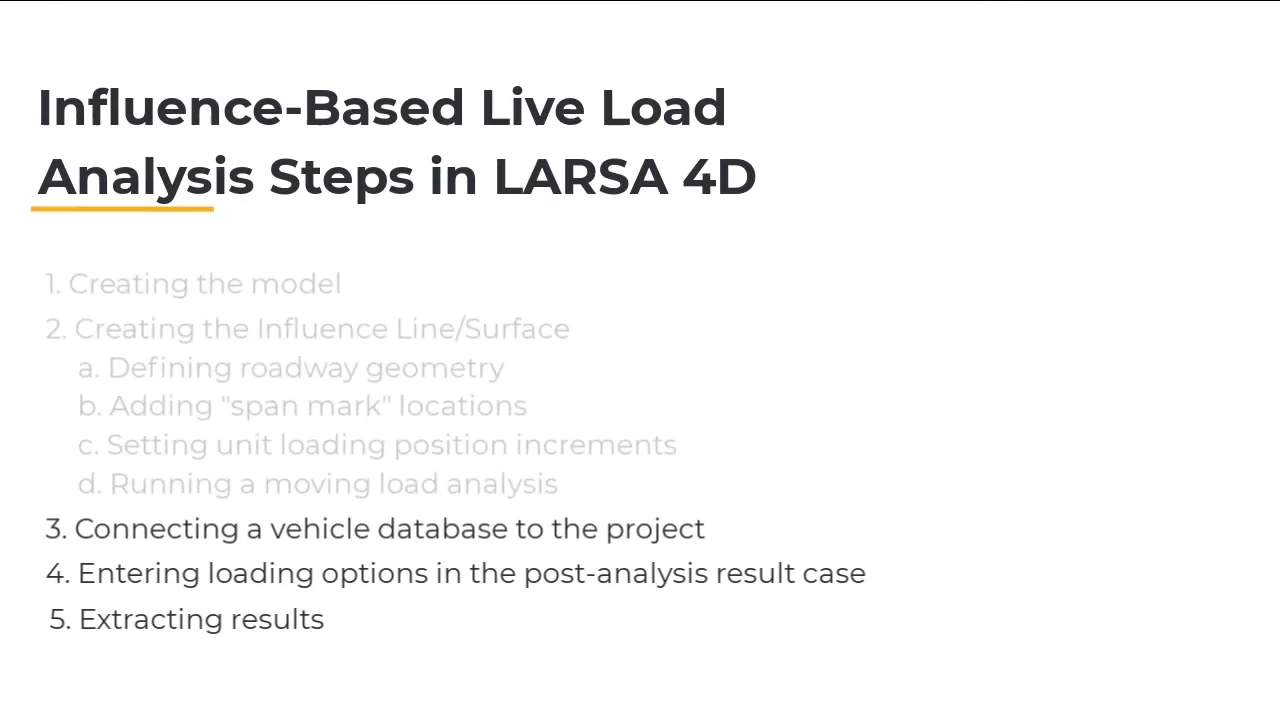 Influence-Based Live Load
Analysis Steps in LARSA 4D
1. Creating the model
2. Creating the Influence Line/Surface
a. Defining roadway geometry
b. Adding "span mark" locations
c. Setting unit loading position increments
d. Running a moving load analysis
3. Connecting a vehicle database to the project
4. Entering loading options in the post-analysis result case
5. Extracting results